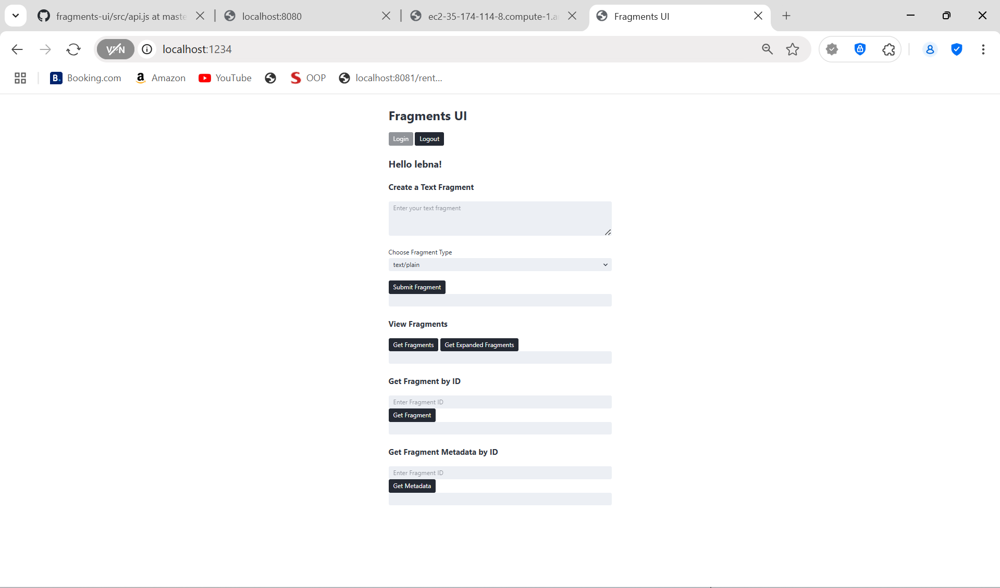 fragments-ui/src/api.js at maste
localhost:8080
ec2-35-174-114-8.compute-1.a
Fragments UI
VPN
localhost:1234
B.
Booking.com
a
Amazon
YouTube
S
OOP
localhost:8081/rent...
Fragments UI
Login
Logout
Hello lebna!
Create a Text Fragment
Enter your text fragment
Choose Fragment Type
text/plain
Submit Fragment
View Fragments
Get Fragments
Get Expanded Fragments
Get Fragment by ID
Enter Fragment ID
Get Fragment
Get Fragment Metadata by ID
Enter Fragment ID
Get Metadata